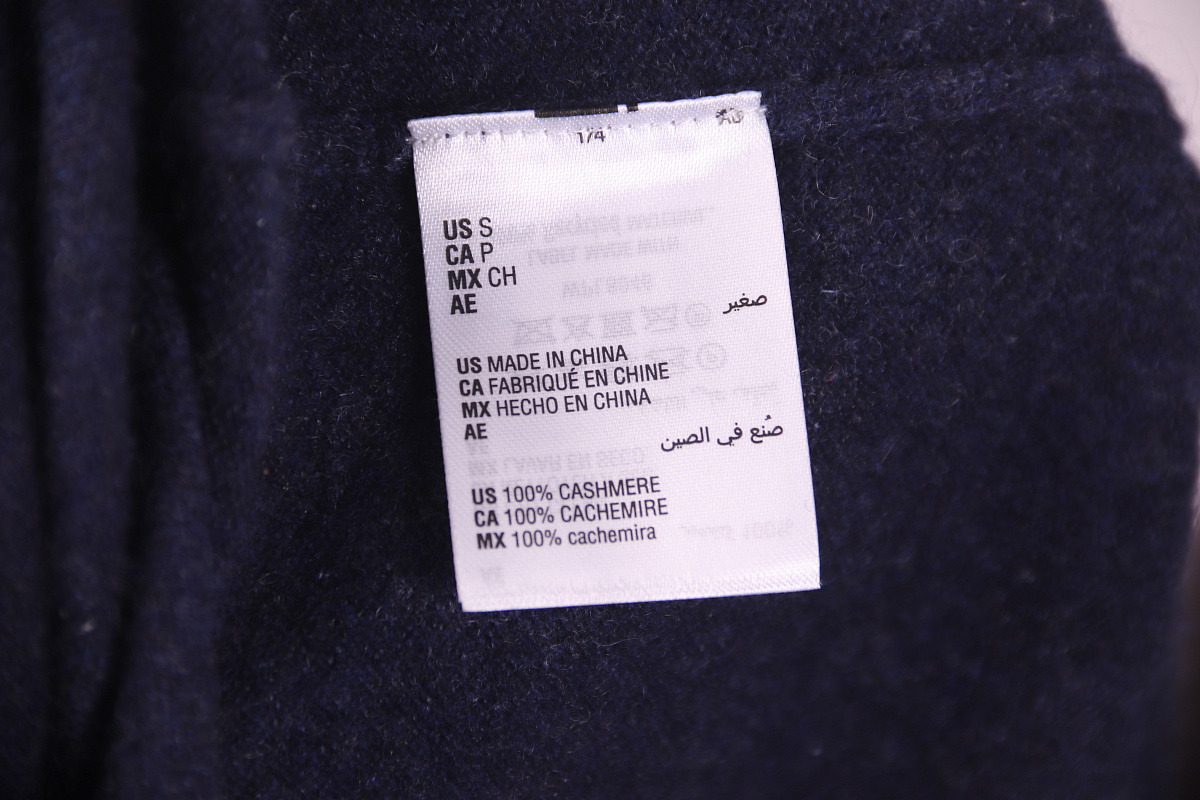 1/4
US S
CA P
MX CH
AE صغير
US MADE IN CHINA
CA FABRIQUÉ EN CHINE
MX HECHO EN CHINA
AE صُنع في الصين
US 100% CASHMERE
CA 100% CACHEMIRE
MX 100% cachemira